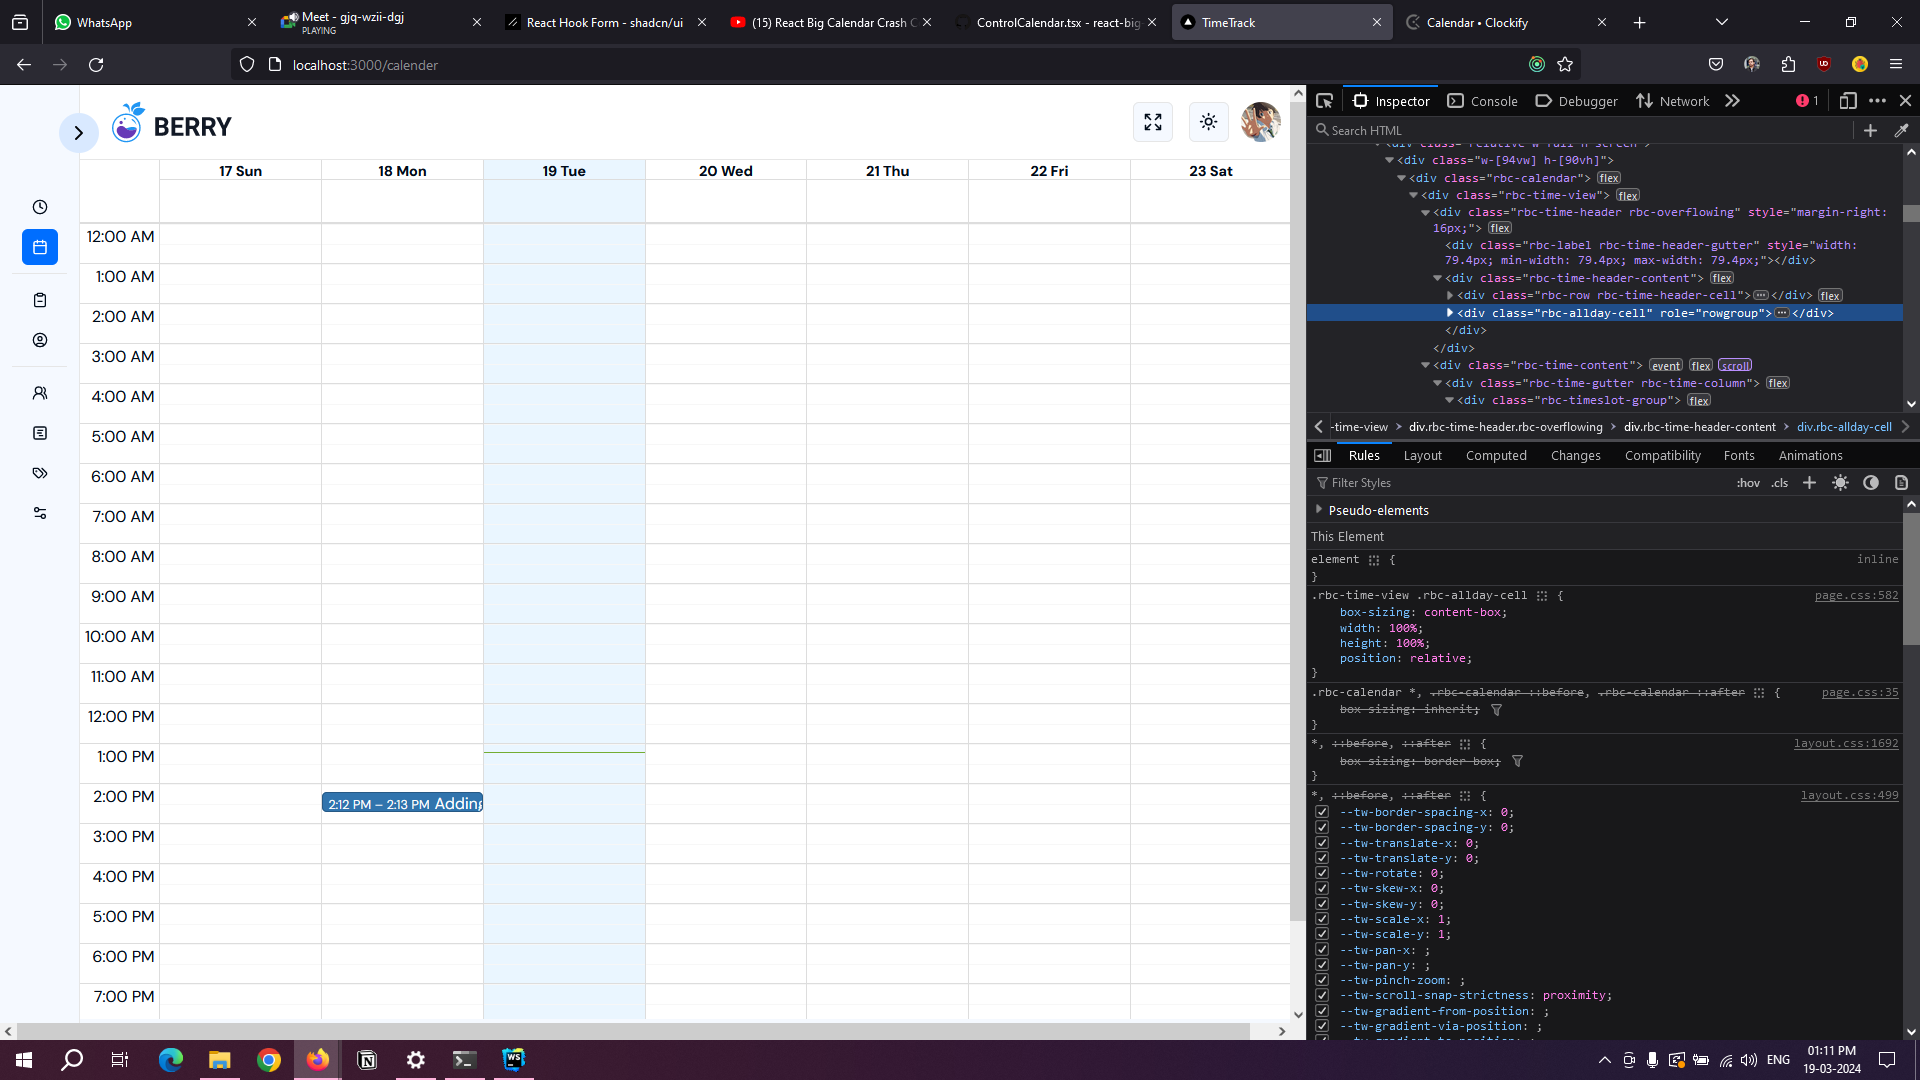 WhatsApp
Meet - gjq-wzii-dgj
PLAYING
React Hook Form - shadcn/ui
(15) React Big Calendar Crash C
ControlCalendar.tsx - react-big-
TimeTrack
Calendar • Clockify
localhost:3000/calender
BERRY
17 Sun
18 Mon
19 Tue
20 Wed
21 Thu
22 Fri
23 Sat
12:00 AM
1:00 AM
2:00 AM
3:00 AM
4:00 AM
5:00 AM
6:00 AM
7:00 AM
8:00 AM
9:00 AM
10:00 AM
11:00 AM
12:00 PM
1:00 PM
2:00 PM
2:12 PM – 2:13 PM Adding
3:00 PM
4:00 PM
5:00 PM
6:00 PM
7:00 PM
Inspector
Console
Debugger
Network
1
Search HTML
<div class="relative w-full h-screen">
<div class="w-[94vw] h-[90vh]">
<div class="rbc-calendar"> flex
<div class="rbc-time-view"> flex
<div class="rbc-time-header rbc-overflowing" style="margin-right:
16px;"> flex
<div class="rbc-label rbc-time-header-gutter" style="width:
79.4px; min-width: 79.4px; max-width: 79.4px;"></div>
<div class="rbc-time-header-content"> flex
<div class="rbc-row rbc-time-header-cell">…</div> flex
<div class="rbc-allday-cell" role="rowgroup">…</div>
</div>
</div>
<div class="rbc-time-content"> event flex scroll
<div class="rbc-time-gutter rbc-time-column"> flex
<div class="rbc-timeslot-group"> flex
-time-view > div.rbc-time-header.rbc-overflowing > div.rbc-time-header-content > div.rbc-allday-cell
Rules
Layout
Computed
Changes
Compatibility
Fonts
Animations
Filter Styles
:hov .cls
Pseudo-elements
This Element
element {
inline
}
.rbc-time-view .rbc-allday-cell {
page.css:582
box-sizing: content-box;
width: 100%;
height: 100%;
position: relative;
}
.rbc-calendar *, .rbc-calendar ::before, .rbc-calendar ::after {
page.css:35
box-sizing: inherit;
}
*, ::before, ::after {
layout.css:1692
box-sizing: border-box;
}
*, ::before, ::after {
layout.css:499
--tw-border-spacing-x: 0;
--tw-border-spacing-y: 0;
--tw-translate-x: 0;
--tw-translate-y: 0;
--tw-rotate: 0;
--tw-skew-x: 0;
--tw-skew-y: 0;
--tw-scale-x: 1;
--tw-scale-y: 1;
--tw-pan-x: ;
--tw-pan-y: ;
--tw-pinch-zoom: ;
--tw-scroll-snap-strictness: proximity;
--tw-gradient-from-position: ;
--tw-gradient-via-position: ;
ENG
01:11 PM
19-03-2024